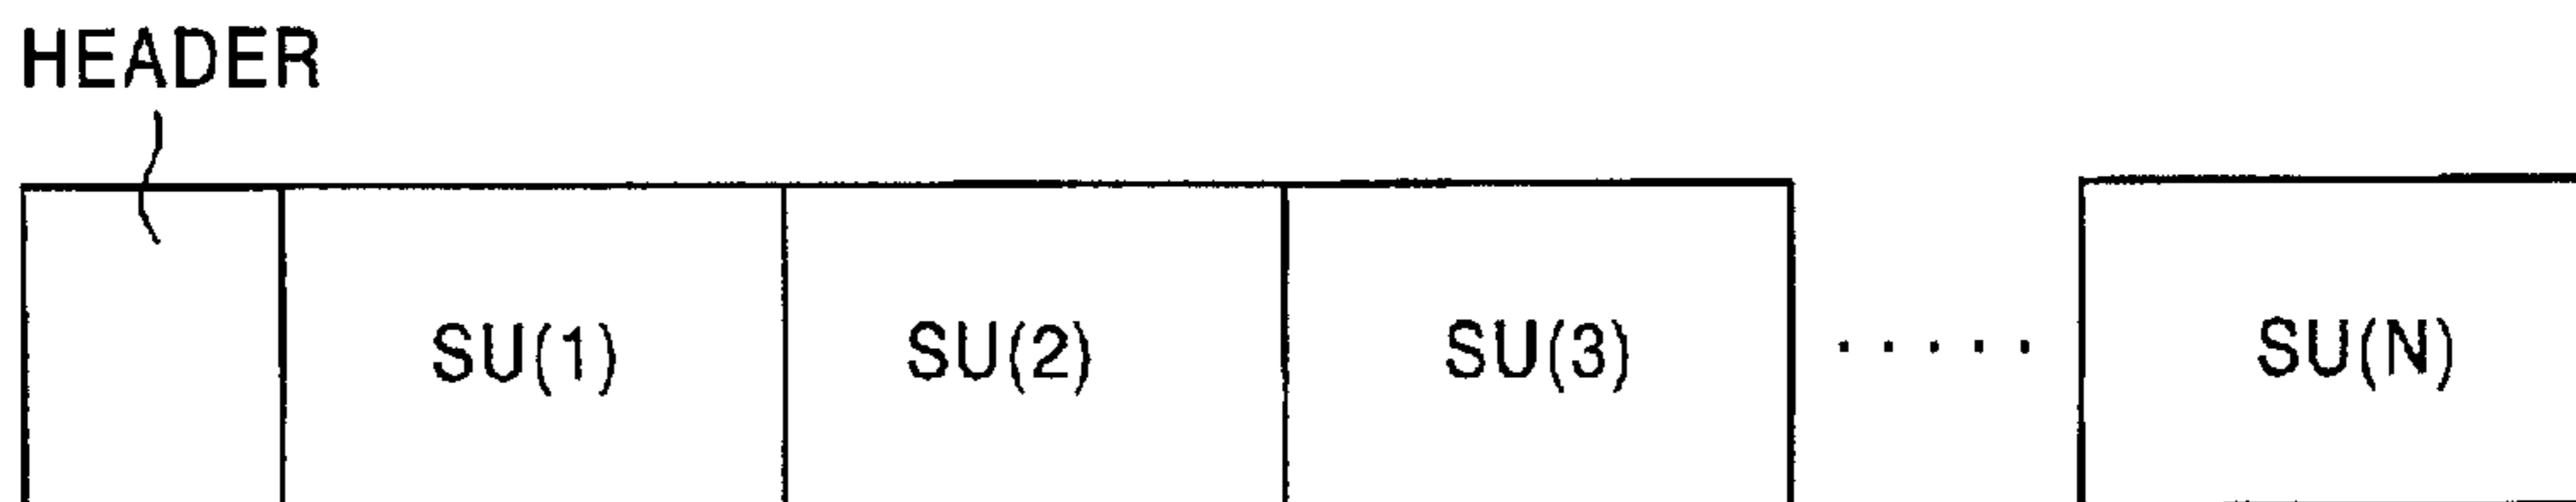 HEADER
SU(1) SU(2) SU(3) ..... SU(N)